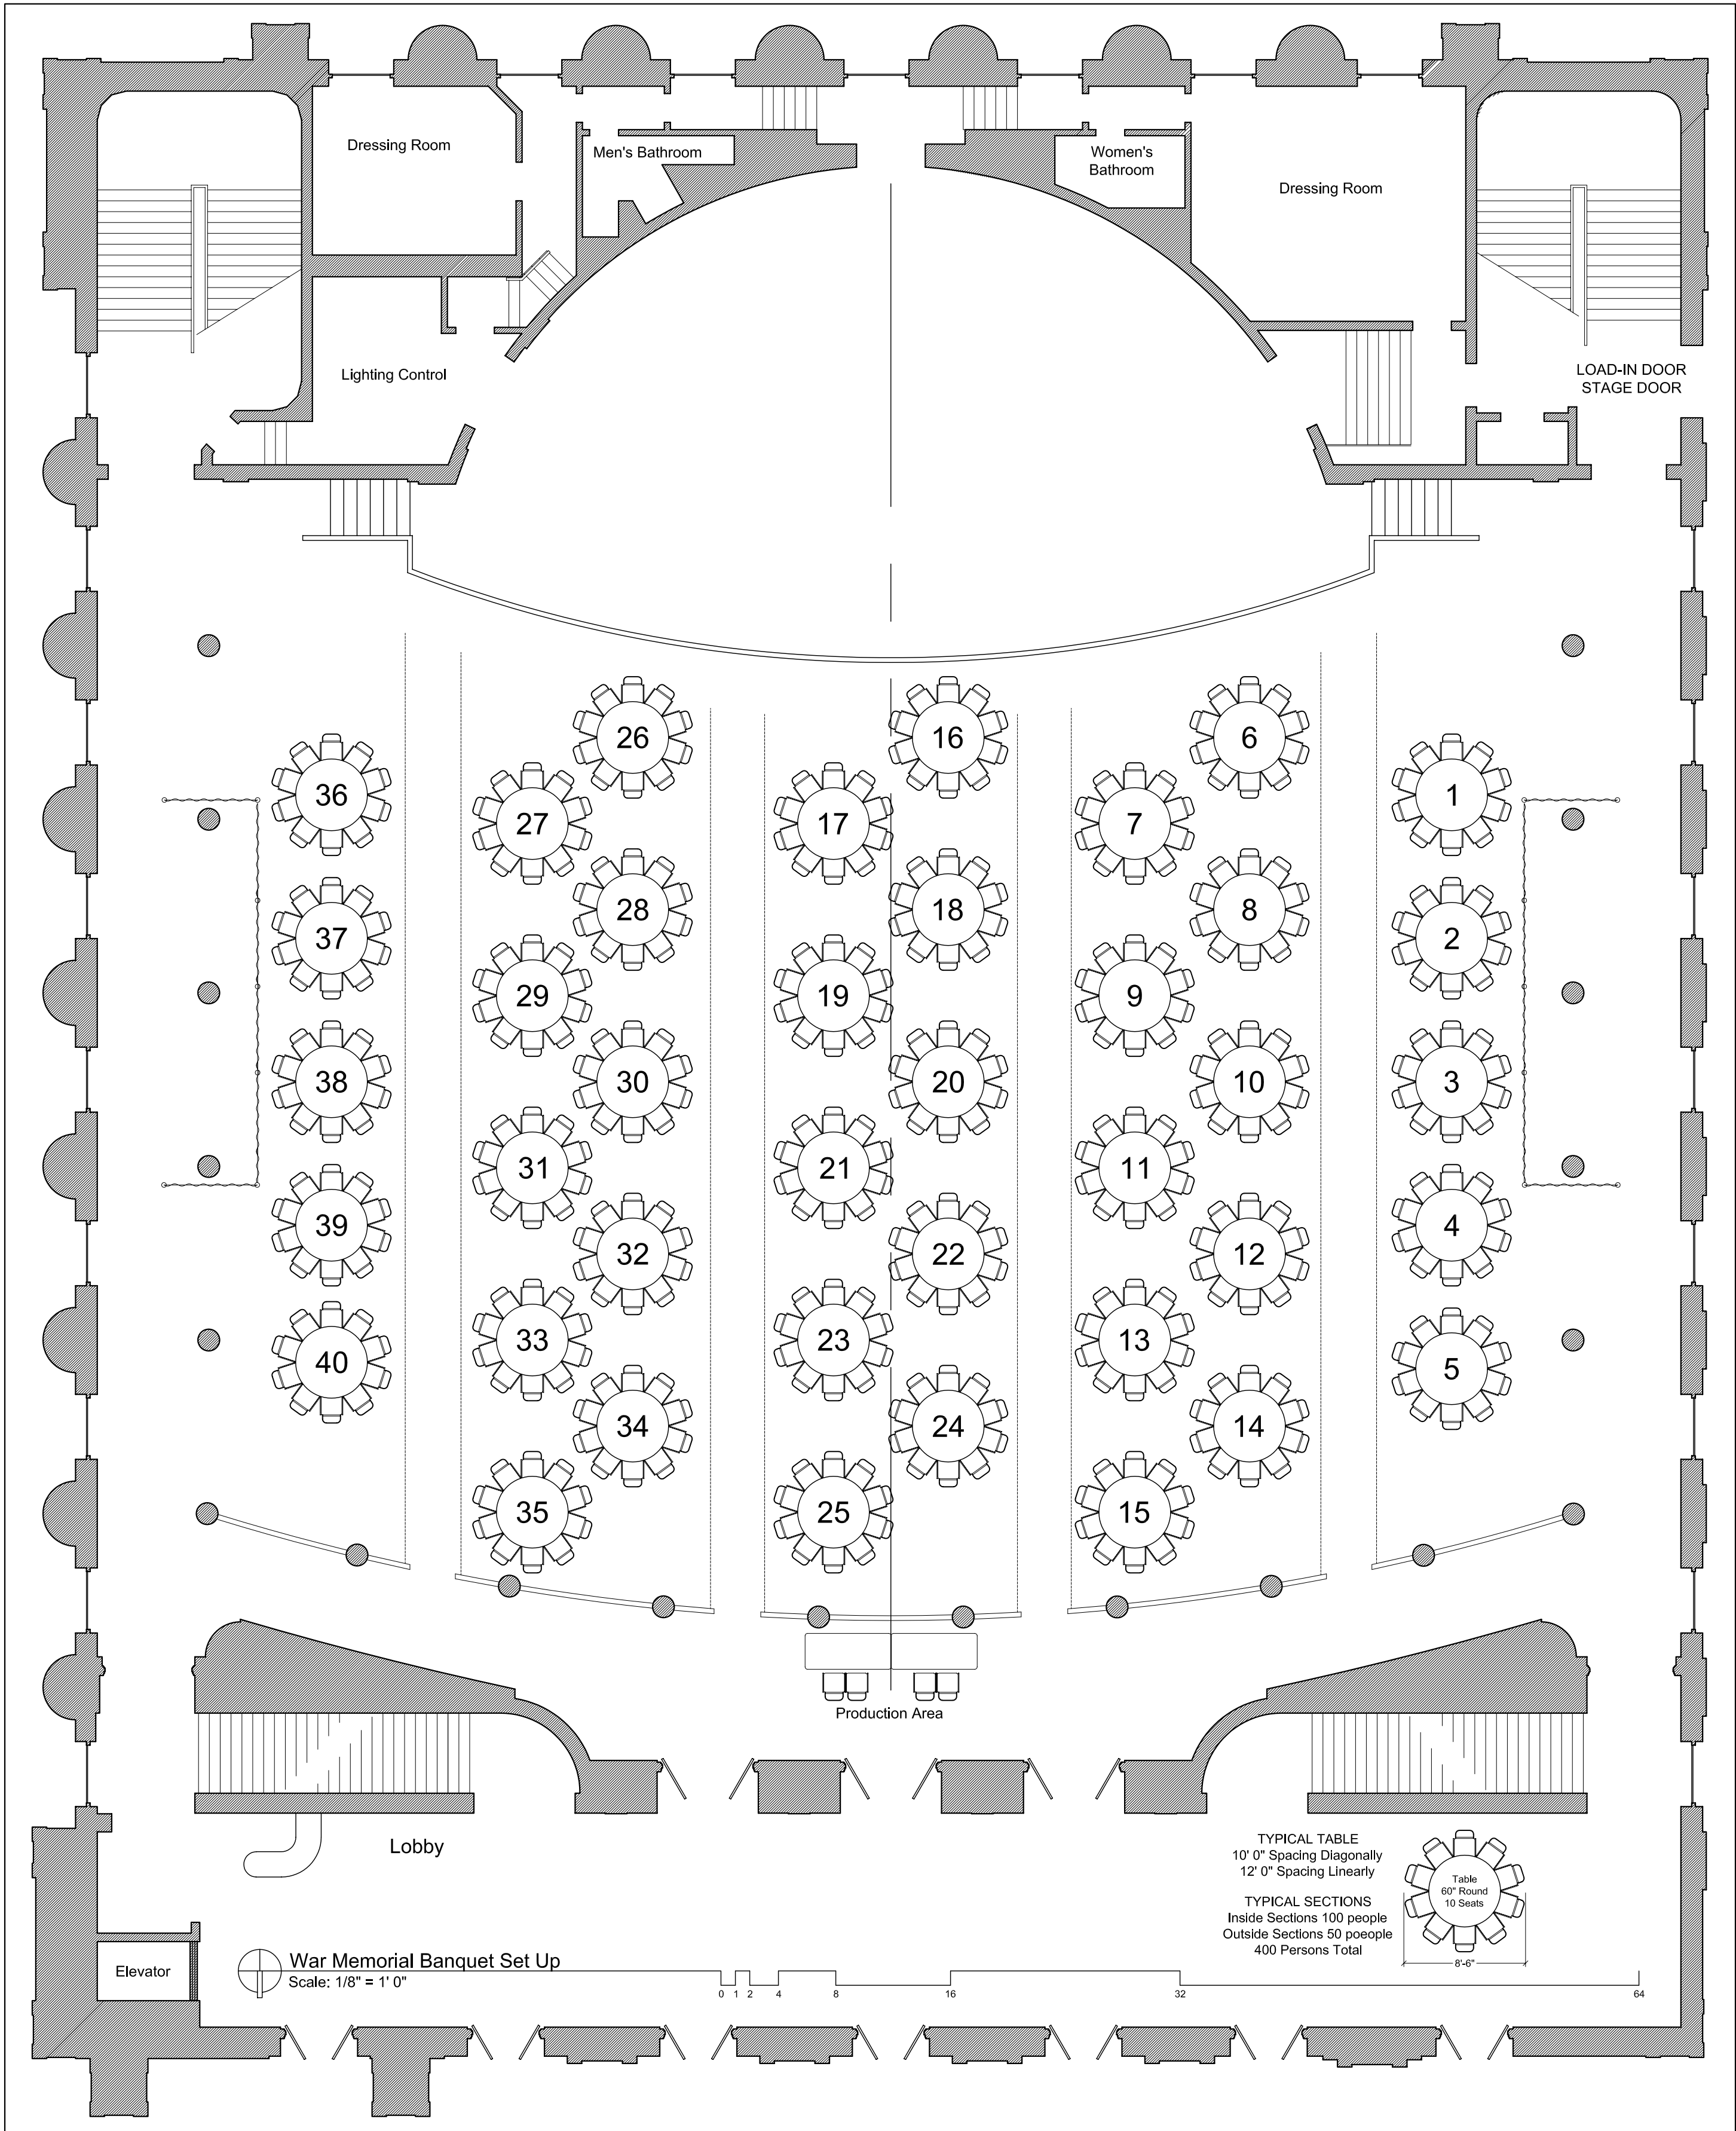 Dressing Room
Men's Bathroom
Women's
Bathroom
Dressing Room
Lighting Control
LOAD-IN DOOR
STAGE DOOR
26
16
6
36
1
27
17
7
28
18
8
37
2
29
19
9
38
30
20
10
3
31
21
11
39
4
32
22
12
33
23
13
40
5
34
24
14
35
25
15
Production Area
Lobby
TYPICAL TABLE
10' 0" Spacing Diagonally
12' 0" Spacing Linearly
TYPICAL SECTIONS
Inside Sections 100 people
Outside Sections 50 poeople
400 Persons Total
Table
60" Round
10 Seats
8'-6"
Elevator
War Memorial Banquet Set Up
Scale: 1/8" = 1' 0"
0 1 2 4 8 16 32 64